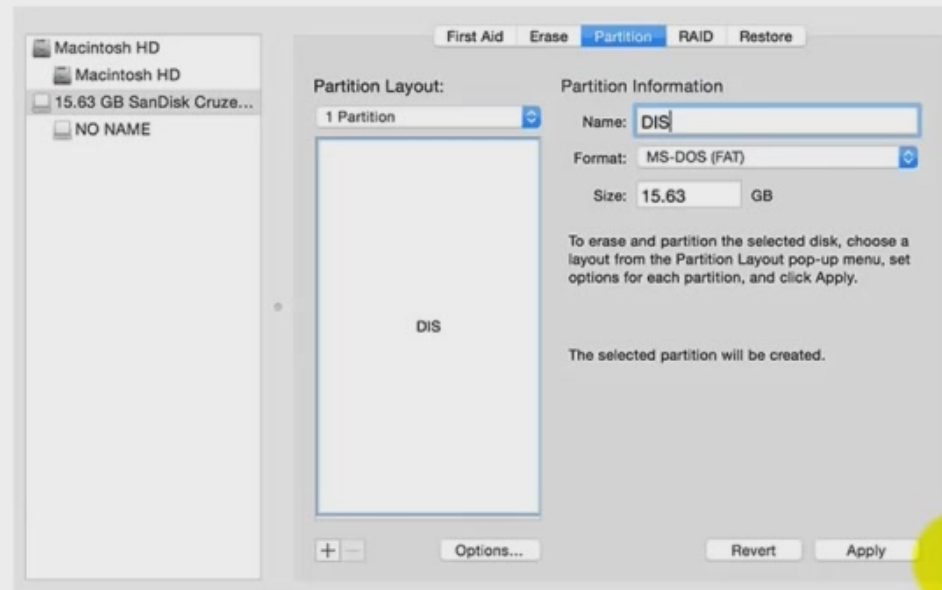 First Aid Erase Partition RAID Restore
Macintosh HD
Macintosh HD
15.63 GB SanDisk Cruze...
NO NAME
Partition Layout:
1 Partition
DIS
Partition Information
Name: DIS
Format: MS-DOS (FAT)
Size: 15.63 GB
To erase and partition the selected disk, choose a
layout from the Partition Layout pop-up menu, set
options for each partition, and click Apply.
The selected partition will be created.
+ −
Options...
Revert
Apply